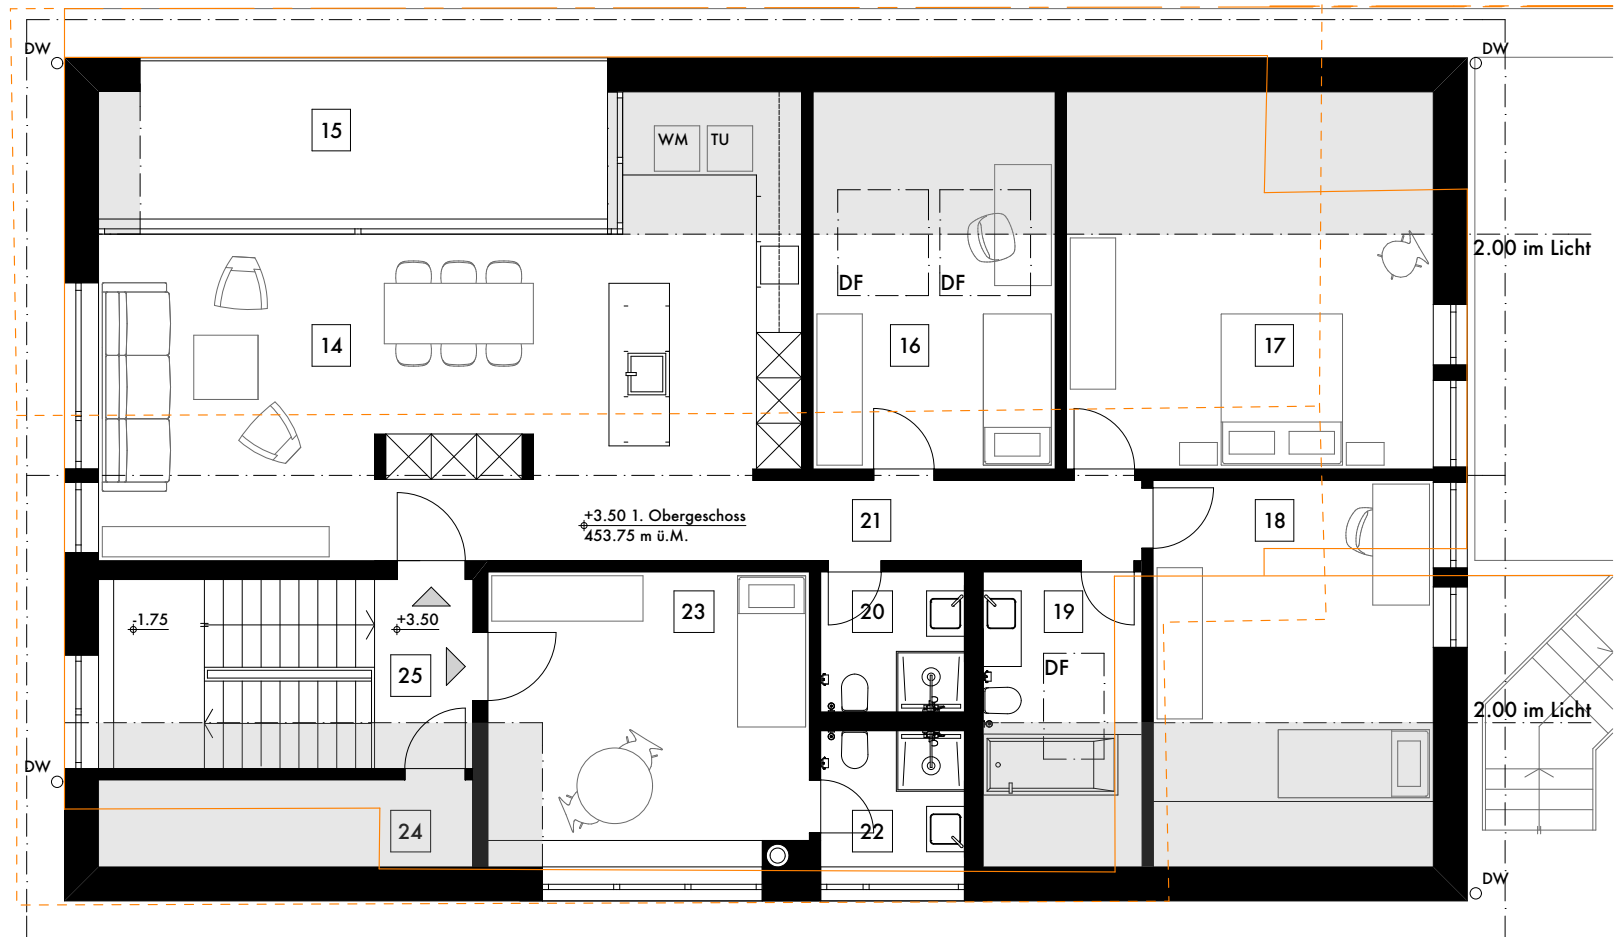 DW
DW
15
WM
TU
2.00 im Licht
DF
DF
14
16
17
+3.50 1. Obergeschoss
453.75 m ü.M.
21
18
-1.75
+3.50
23
20
19
25
DF
2.00 im Licht
DW
24
22
DW